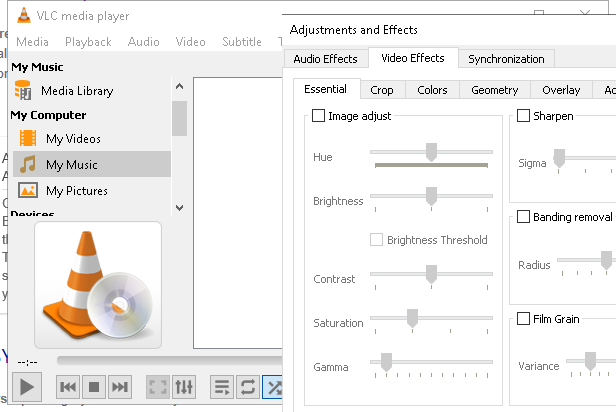 VLC media player
Media Playback Audio Video Subtitle
My Music
Media Library
My Computer
My Videos
My Music
My Pictures
Devices
--:--
Adjustments and Effects
Audio Effects Video Effects Synchronization
Essential Crop Colors Geometry Overlay
Image adjust
Hue
Brightness
Brightness Threshold
Contrast
Saturation
Gamma
Sharpen
Sigma
Banding removal
Radius
Film Grain
Variance